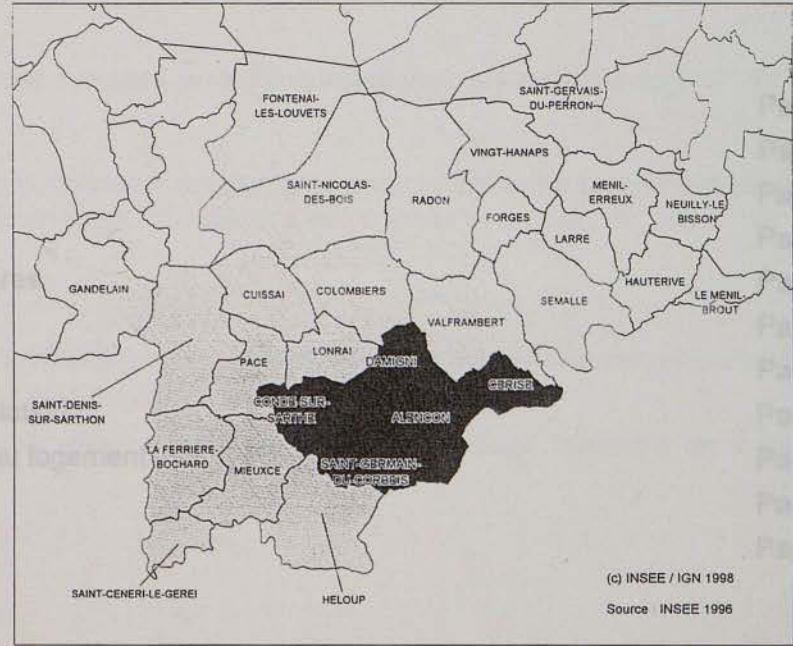 FONTENAI-
LES-LOUVETS
SAINT-GERVAIS-
DU-PERRON
VINGT-HANAPS
SAINT-NICOLAS-
DES-BOIS
RADON
MENIL-
ERREUX
NEUILLY-LE
BISSON
FORGES
LARRE
GANDELAIN
CUISSAI
COLOMBIERS
SEMALLE
HAUTERIVE
LE MENIL-
BROUT
VALFRAMBERT
LONRAI
DAMIGNI
PACE
CERISE
SAINT-DENIS-
SUR-SARTHON
CONDE-SUR-
SARTHE
ALENCON
LA FERRIERE-
BOCHARD
MIEUXCE
SAINT-GERMAIN-
DU-CORBEIS
SAINT-CENERI-LE-GEREI
HELOUP
(c) INSEE / IGN 1998
Source INSEE 1996